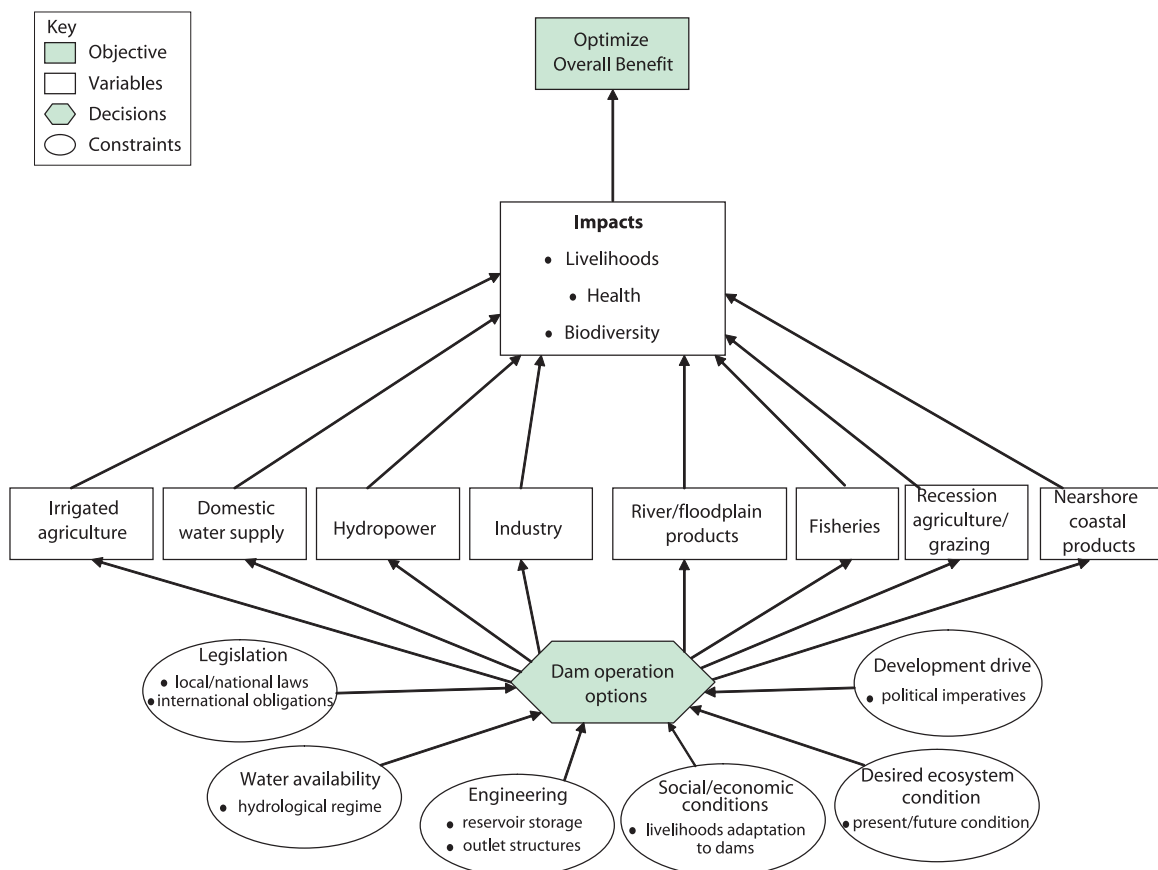 Key
Objective
Variables
Decisions
Constraints
Optimize
Overall Benefit
Impacts
• Livelihoods
• Health
• Biodiversity
Irrigated
agriculture
Domestic
water supply
Hydropower
Industry
River/floodplain
products
Fisheries
Recession
agriculture/
grazing
Nearshore
coastal
products
Dam operation
options
Legislation
• local/national laws
• international obligations
Development drive
• political imperatives
Water availability
• hydrological regime
Engineering
• reservoir storage
• outlet structures
Social/economic
conditions
• livelihoods adaptation
to dams
Desired ecosystem
condition
• present/future condition